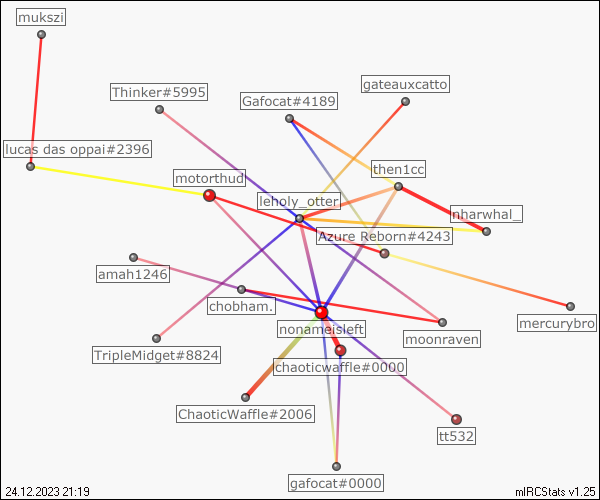 mukszi
Thinker#5995
gateauxcatto
Gafocat#4189
lucas das oppai#2396
then1cc
motorthud
leholy_otter
nharwhal_
Azure Reborn#4243
amah1246
chobham.
mercurybro
nonameisleft
moonraven
TripleMidget#8824
chaoticwaffle#0000
ChaoticWaffle#2006
tt532
gafocat#0000
24.12.2023 21:19
mIRCStats v1.25